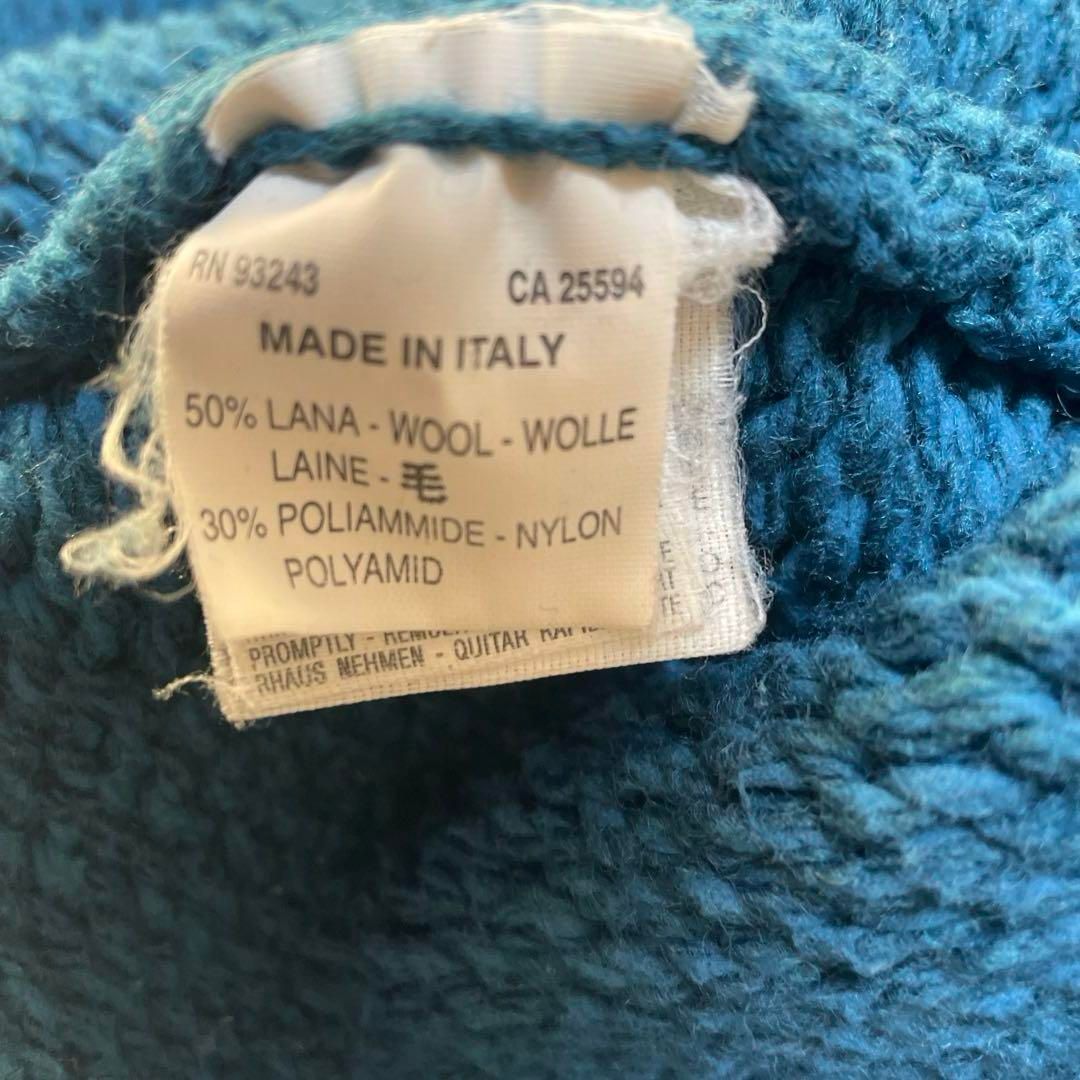 RN 93243 CA 25594
MADE IN ITALY
50% LANA - WOOL - WOLLE
LAINE - 毛
30% POLIAMMIDE - NYLON
POLYAMID
PROMPTLY -
RHAUS NEHMEN - QUITAR